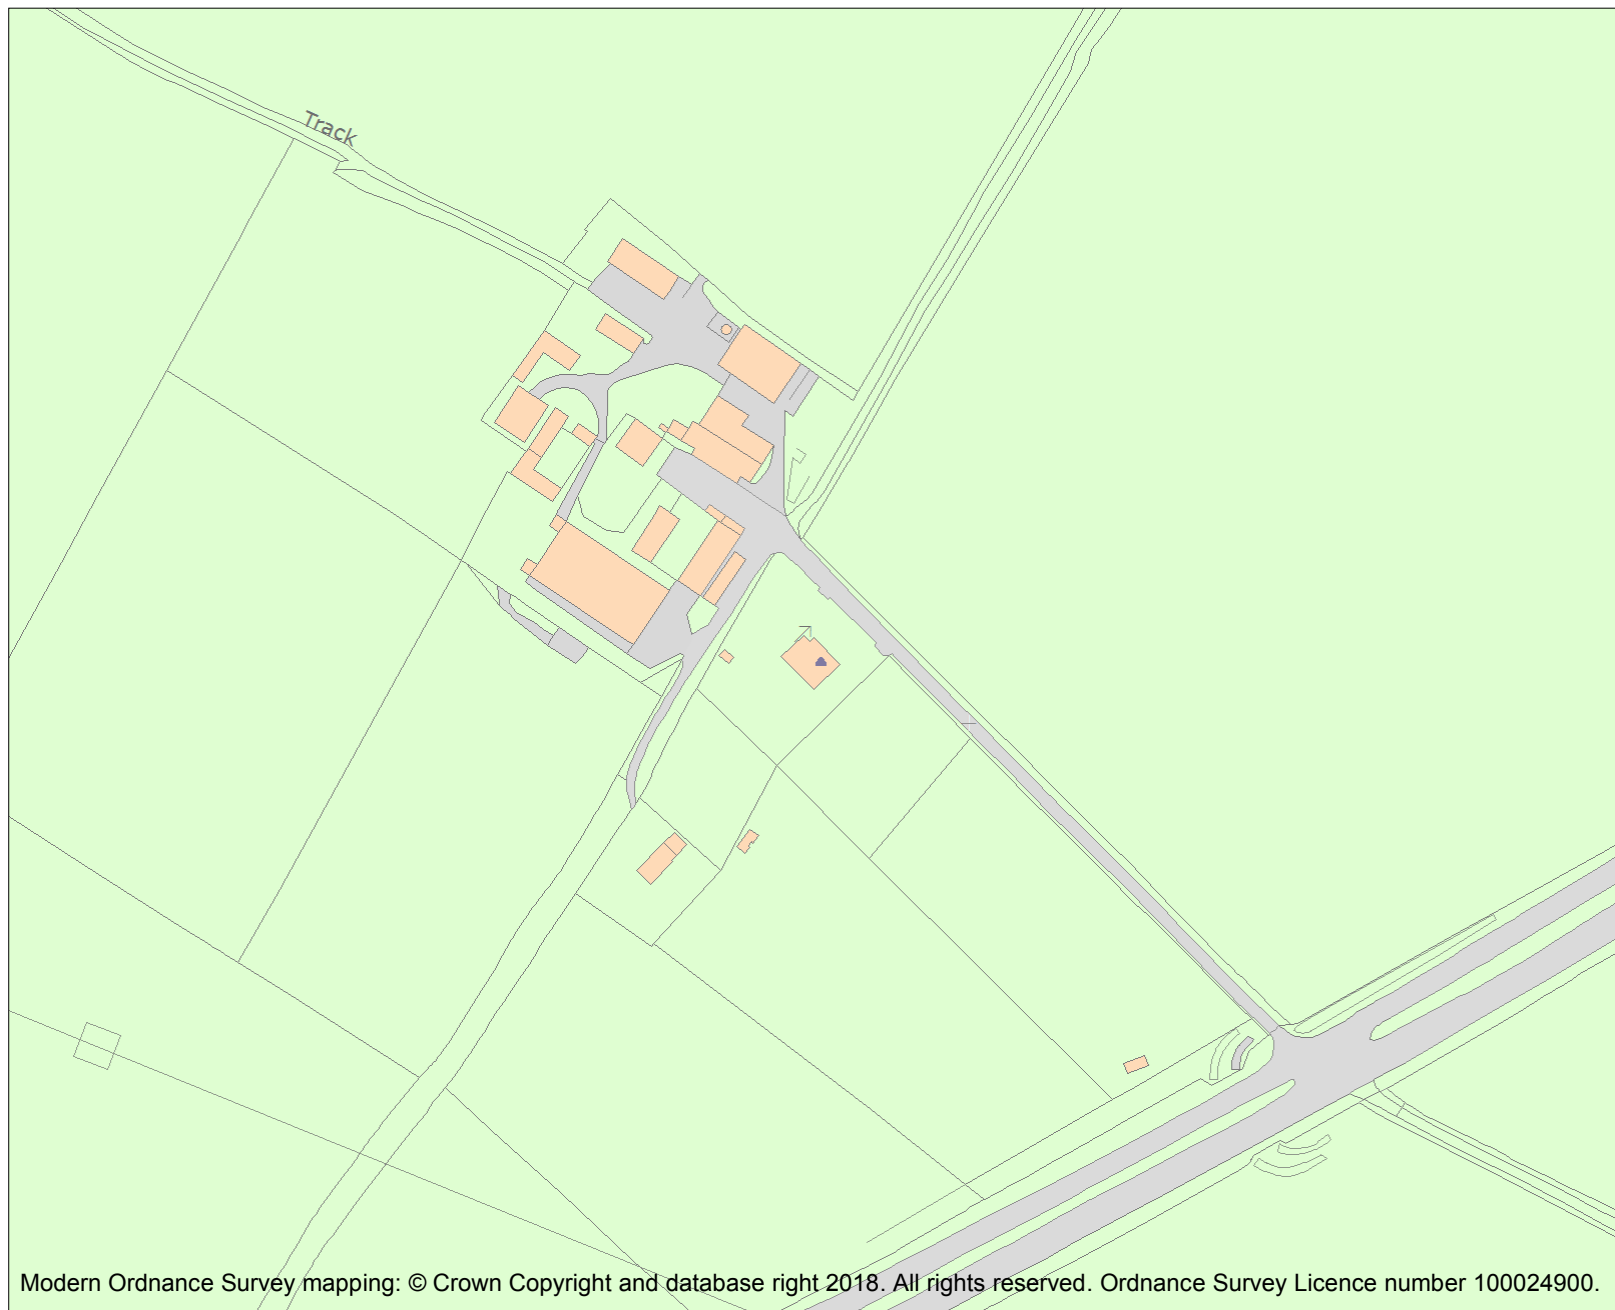 Track
Modern Ordnance Survey mapping: © Crown Copyright and database right 2018. All rights reserved. Ordnance Survey Licence number 100024900.